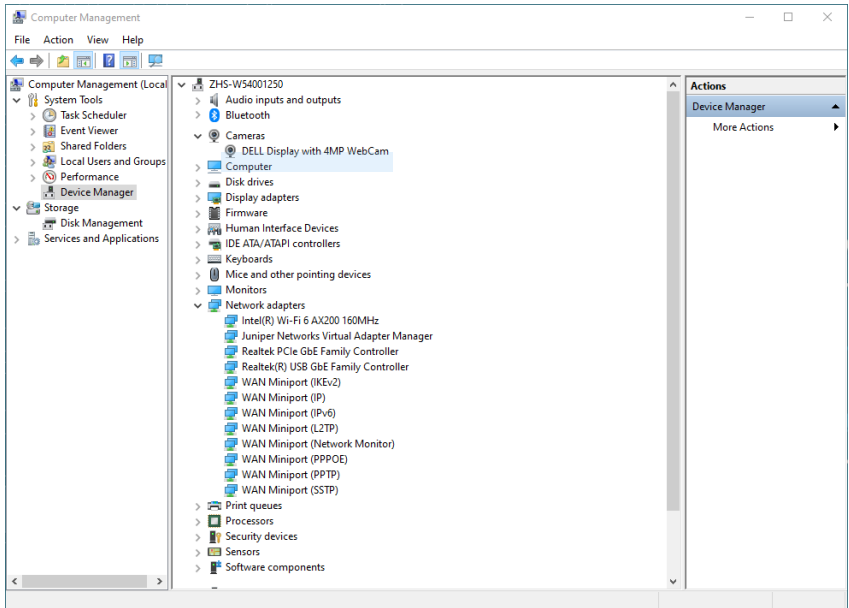 Computer Management
File Action View Help
Computer Management (Local
System Tools
Task Scheduler
Event Viewer
Shared Folders
Local Users and Groups
Performance
Device Manager
Storage
Disk Management
Services and Applications
ZHS-W54001250
Audio inputs and outputs
Bluetooth
Cameras
DELL Display with 4MP WebCam
Computer
Disk drives
Display adapters
Firmware
Human Interface Devices
IDE ATA/ATAPI controllers
Keyboards
Mice and other pointing devices
Monitors
Network adapters
Intel(R) Wi-Fi 6 AX200 160MHz
Juniper Networks Virtual Adapter Manager
Realtek PCIe GbE Family Controller
Realtek(R) USB GbE Family Controller
WAN Miniport (IKEv2)
WAN Miniport (IP)
WAN Miniport (IPv6)
WAN Miniport (L2TP)
WAN Miniport (Network Monitor)
WAN Miniport (PPPOE)
WAN Miniport (PPTP)
WAN Miniport (SSTP)
Print queues
Processors
Security devices
Sensors
Software components
Actions
Device Manager
More Actions